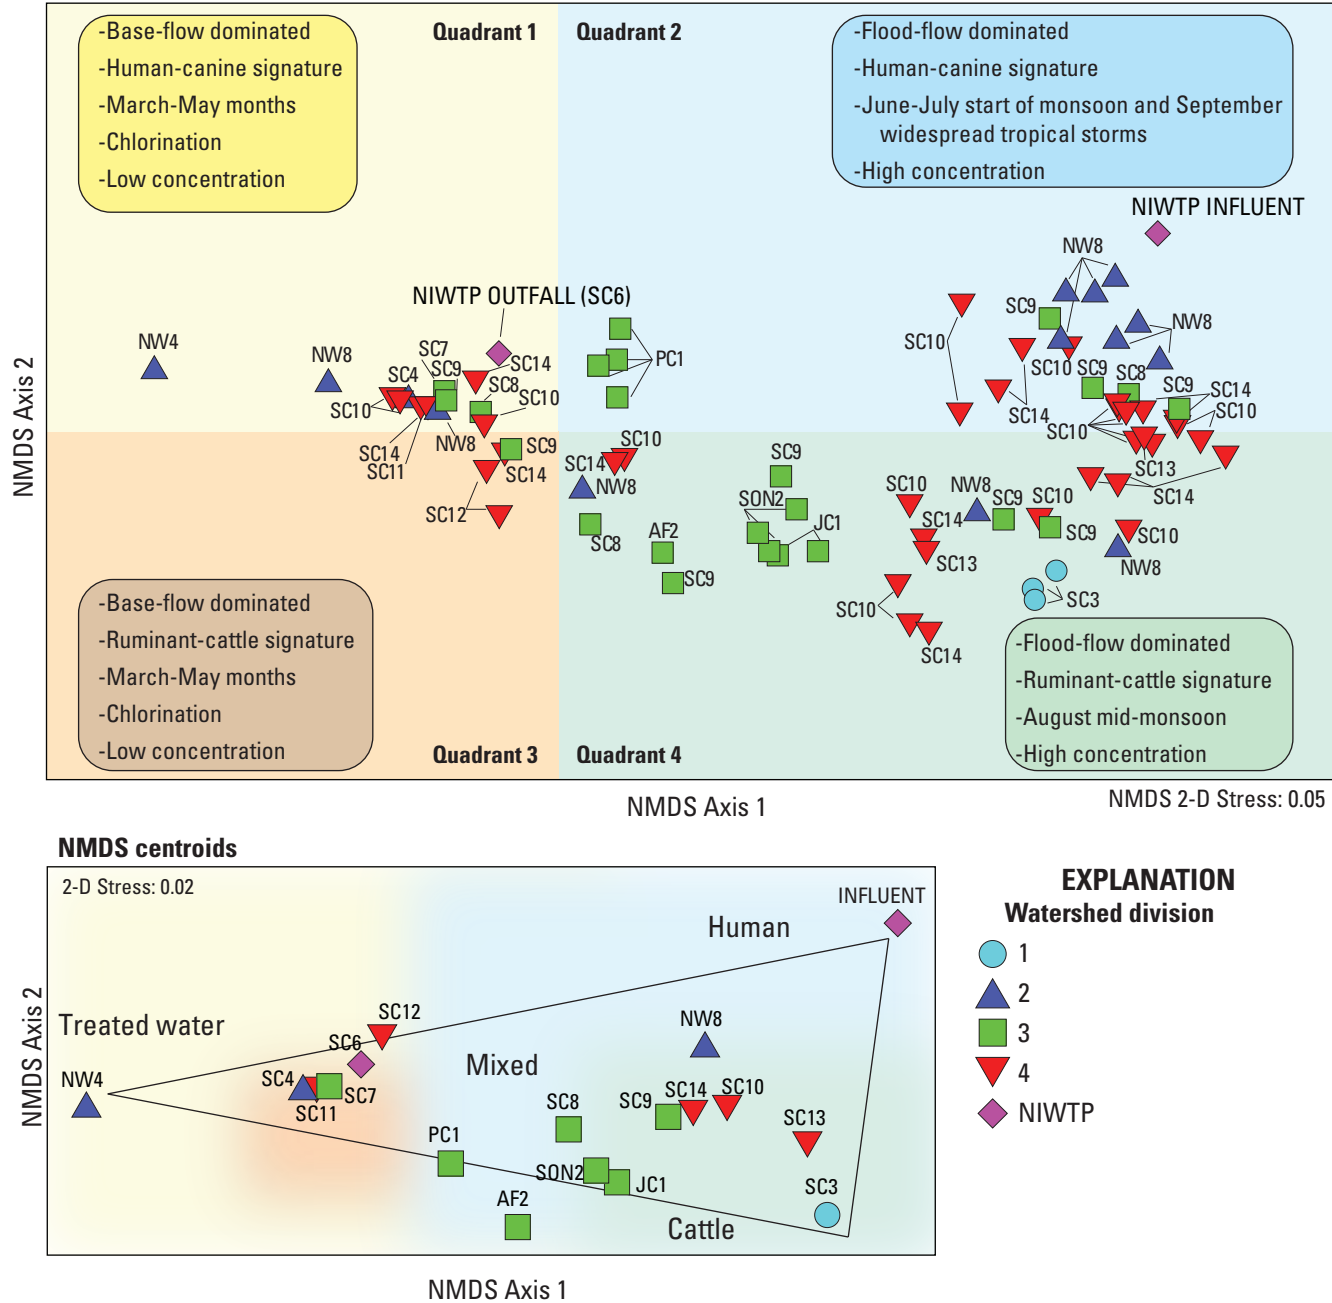 -Base-flow dominated
-Human-canine signature
-March-May months
-Chlorination
-Low concentration
Quadrant 1
Quadrant 2
-Flood-flow dominated
-Human-canine signature
-June-July start of monsoon and September
widespread tropical storms
-High concentration
NIWTP INFLUENT
NW8
NIWTP OUTFALL (SC6)
SC9
NW8
SC10
NW4
NW8
SC7
SC9
SC4
SC14
SC8
SC10
PC1
SC10
SC14
SC11
NW8
SC10
SC14
SC9
SC8
SC9
SC14
SC10
SC10
SC13
SC14
SC9
SC14
SC12
SC10
SC14
NW8
SC8
AF2
SC9
SC9
SON2
JC1
SC10
SC14
SC13
NW8
SC9
SC10
SC9
SC10
NW8
SC10
SC14
SC3
-Base-flow dominated
-Ruminant-cattle signature
-March-May months
-Chlorination
-Low concentration
Quadrant 3
Quadrant 4
-Flood-flow dominated
-Ruminant-cattle signature
-August mid-monsoon
-High concentration
NMDS Axis 2
NMDS Axis 1
NMDS 2-D Stress: 0.05
NMDS centroids
2-D Stress: 0.02
INFLUENT
Human
Treated water
SC12
SC6
NW8
NW4
SC4
SC7
SC11
Mixed
SC9
SC14
SC10
SC8
SC13
PC1
SON2
JC1
SC3
AF2
Cattle
NMDS Axis 2
NMDS Axis 1
EXPLANATION
Watershed division
1
2
3
4
NIWTP